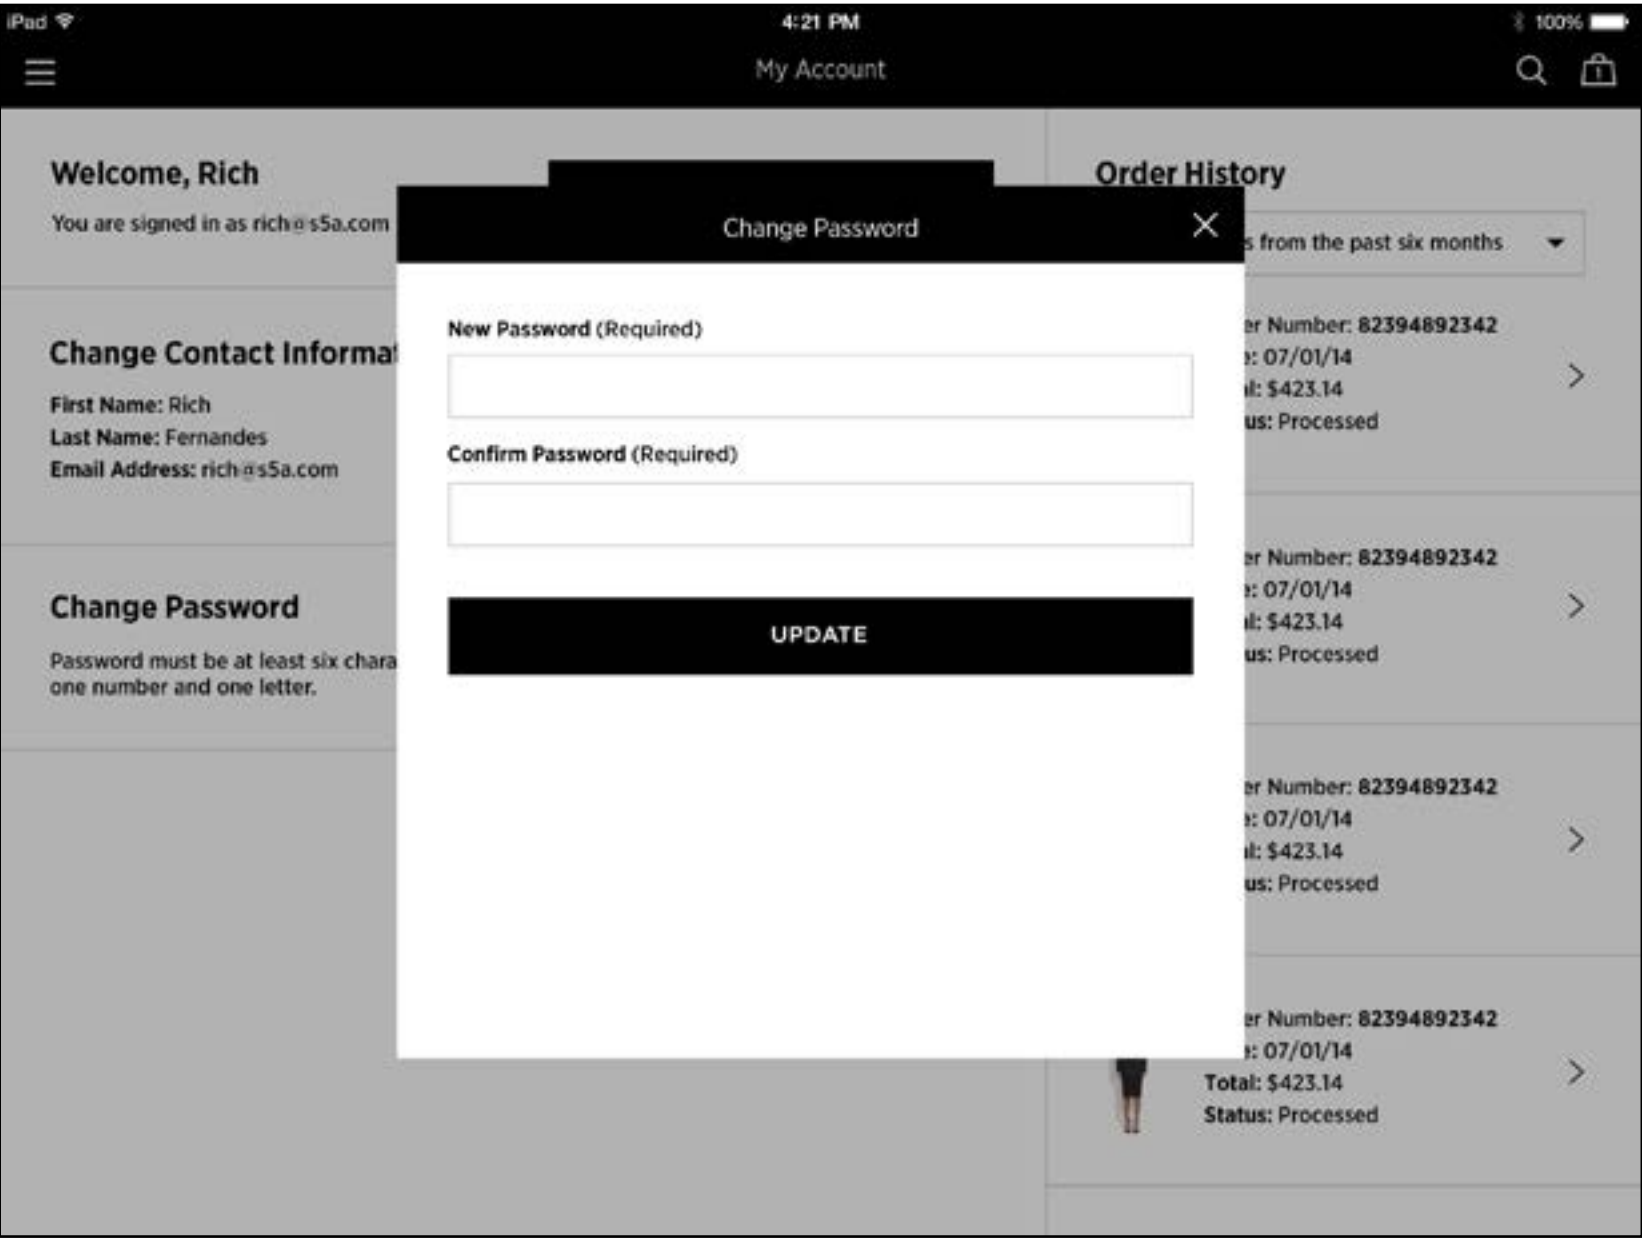 iPad
4:21 PM
100%
My Account
1
Welcome, Rich
You are signed in as rich@s5a.com
Change Contact Informa
First Name: Rich
Last Name: Fernandes
Email Address: rich@s5a.com
Change Password
Password must be at least six chara
one number and one letter.
Change Password
New Password (Required)
Confirm Password (Required)
UPDATE
Order History
s from the past six months
er Number: 82394892342
e: 07/01/14
al: $423.14
us: Processed
er Number: 82394892342
e: 07/01/14
al: $423.14
us: Processed
er Number: 82394892342
e: 07/01/14
al: $423.14
us: Processed
er Number: 82394892342
e: 07/01/14
Total: $423.14
Status: Processed